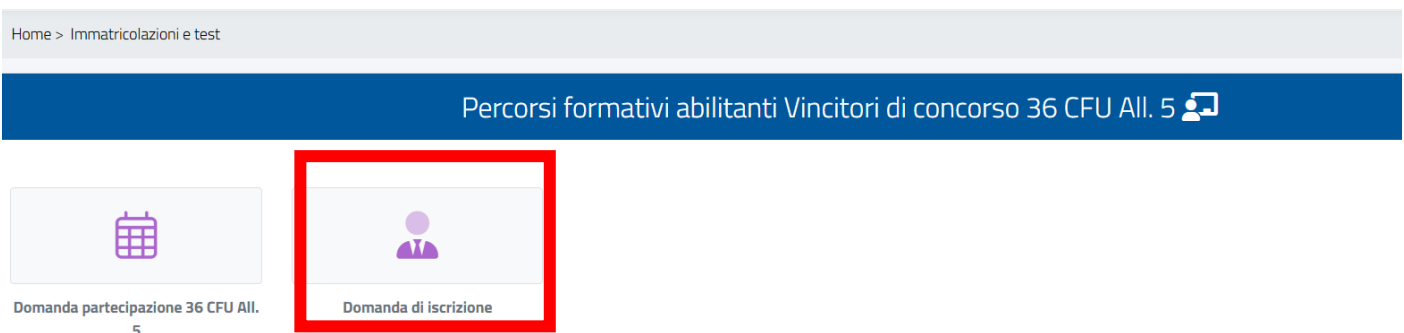 Home > Immatricolazioni e test
Percorsi formativi abilitanti Vincitori di concorso 36 CFU All. 5
Domanda partecipazione 36 CFU All.
5
Domanda di iscrizione